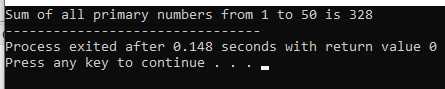 Sum of all primary numbers from 1 to 50 is 328
--------------------------------
Process exited after 0.148 seconds with return value 0
Press any key to continue . . .